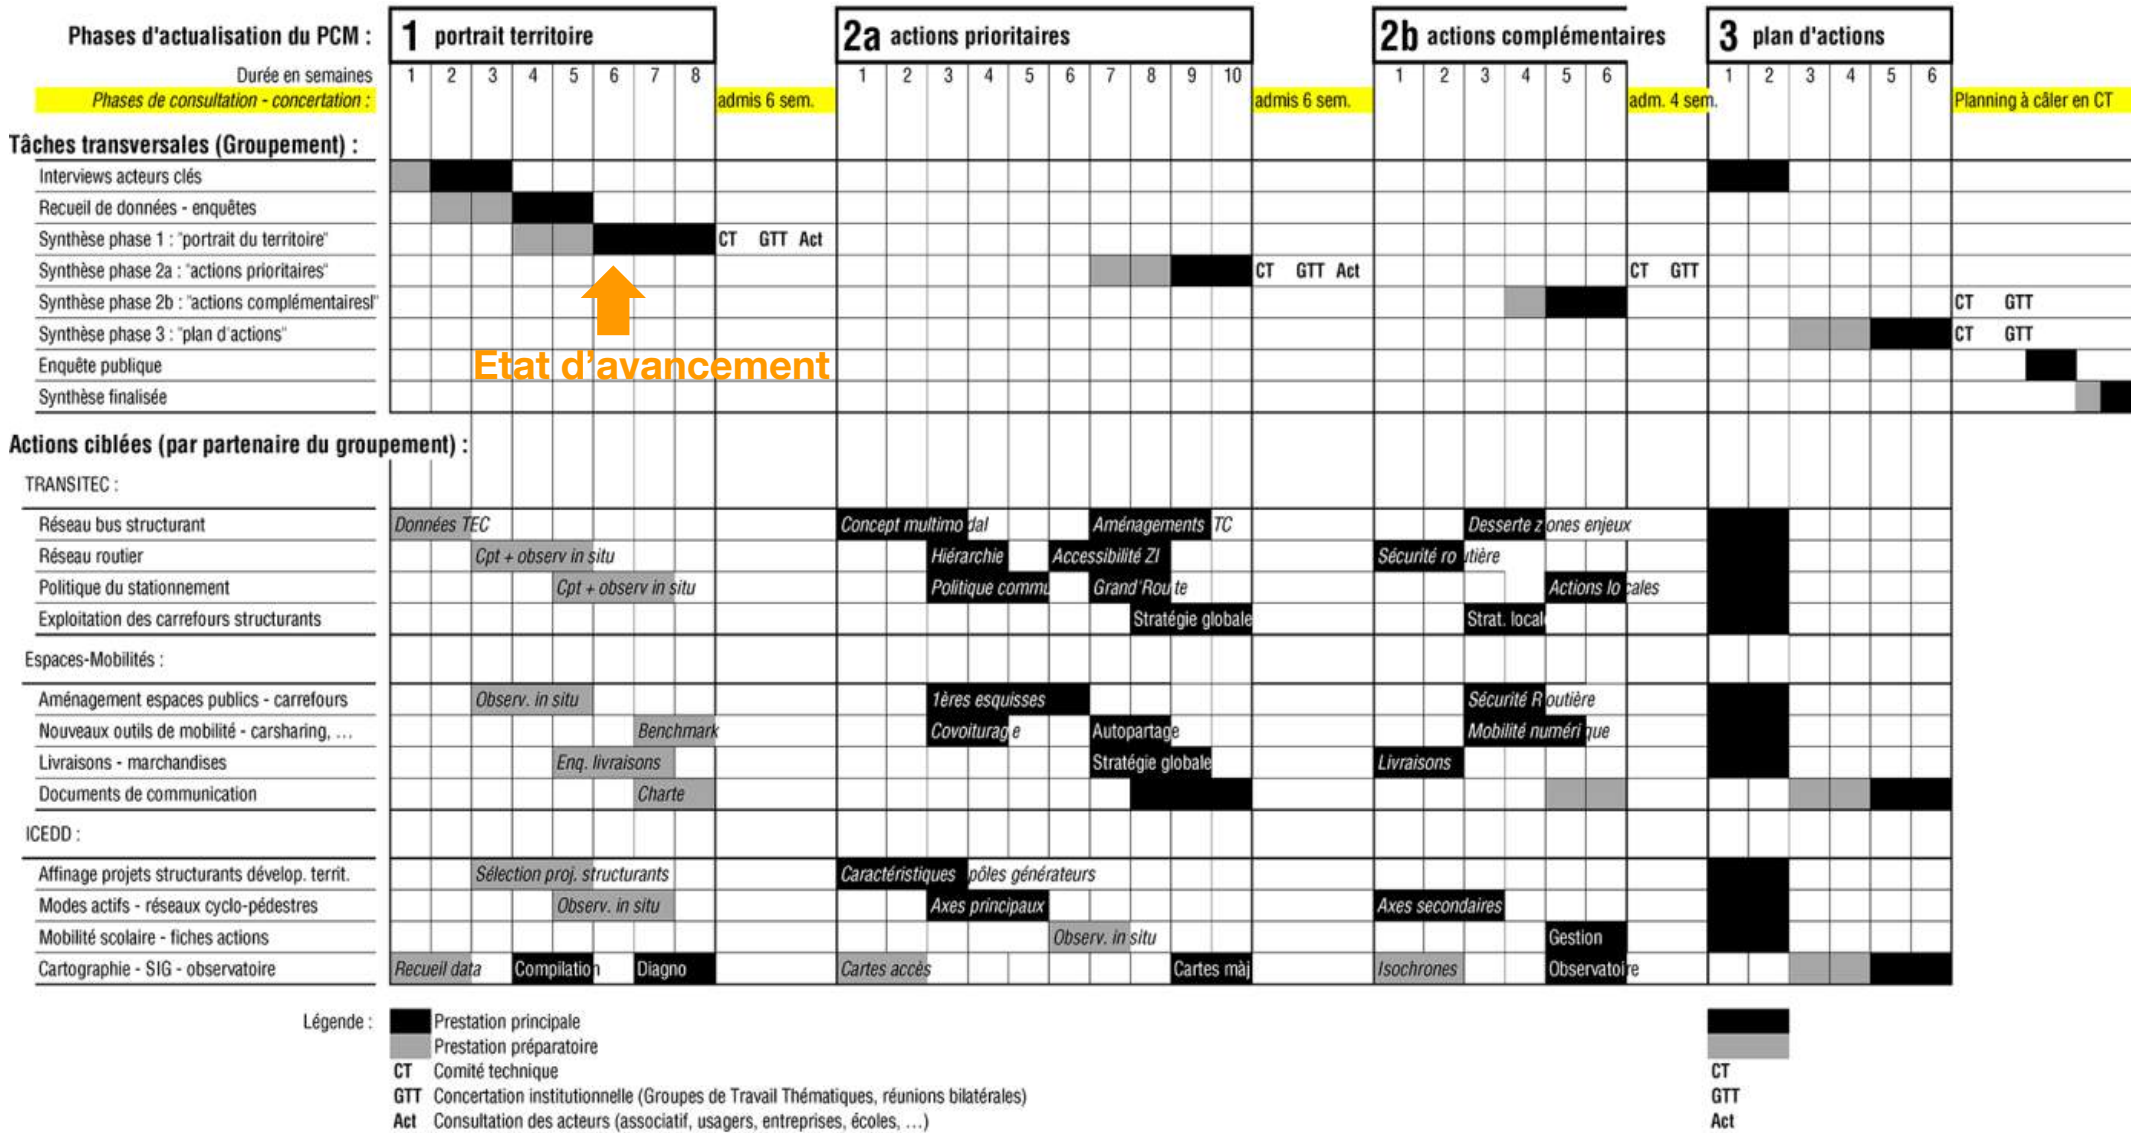 Phases d'actualisation du PCM : 1 portrait territoire 2a actions prioritaires 2b actions complémentaires 3 plan d'actions
Durée en semaines 1 2 3 4 5 6 7 8 1 2 3 4 5 6 7 8 9 10 1 2 3 4 5 6 1 2 3 4 5 6
Phases de consultation - concertation : admis 6 sem. admis 6 sem. adm. 4 sem. Planning à câler en CT
Tâches transversales (Groupement) :
Interviews acteurs clés
Recueil de données - enquêtes
Synthèse phase 1 : "portrait du territoire" CT GTT Act
Synthèse phase 2a : "actions prioritaires" CT GTT Act CT GTT
Synthèse phase 2b : "actions complémentairesl" CT GTT
Synthèse phase 3 : "plan d'actions" CT GTT
Etat d'avancement
Enquête publique
Synthèse finalisée
Actions ciblées (par partenaire du groupement) :
TRANSITEC :
Réseau bus structurant Données TEC Concept multimodal Aménagements TC Desserte zones enjeux
Réseau routier Cpt + observ in situ Hiérarchie Accessibilité ZI Sécurité routière
Politique du stationnement Cpt + observ in situ Politique commu Grand'Route Actions locales
Exploitation des carrefours structurants Stratégie globale Strat. local
Espaces-Mobilités :
Aménagement espaces publics - carrefours Observ. in situ 1ères esquisses Sécurité Routière
Nouveaux outils de mobilité - carsharing, ... Benchmark Covoiturage Autopartage Mobilité numérique
Livraisons - marchandises Enq. livraisons Stratégie globale Livraisons
Documents de communication Charte
ICEDD :
Affinage projets structurants dévelop. territ. Sélection proj. structurants Caractéristiques pôles générateurs
Modes actifs - réseaux cyclo-pédestres Observ. in situ Axes principaux Axes secondaires
Mobilité scolaire - fiches actions Observ. in situ Gestion
Cartographie - SIG - observatoire Recueil data Compilation Diagno Cartes accès Cartes màj Isochrones Observatoire
Légende : Prestation principale
Prestation préparatoire
CT Comité technique CT
GTT Concertation institutionnelle (Groupes de Travail Thématiques, réunions bilatérales) GTT
Act Consultation des acteurs (associatif, usagers, entreprises, écoles, ...) Act